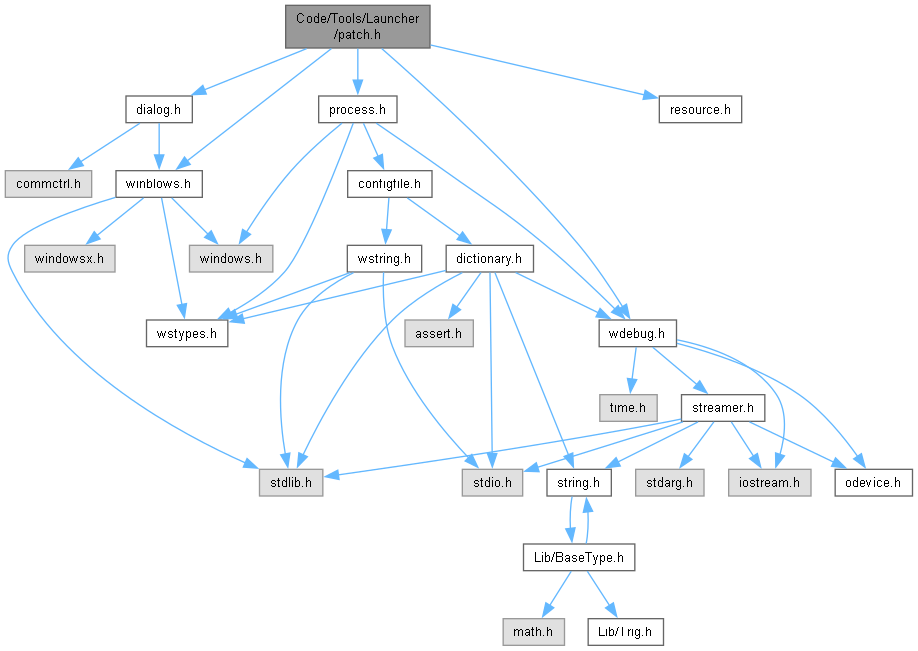 Code/Tools/Launcher
/patch.h
dialog.h
process.h
resource.h
commctrl.h
winblows.h
configfile.h
windowsx.h
windows.h
wstring.h
dictionary.h
wstypes.h
assert.h
wdebug.h
time.h
streamer.h
stdlib.h
stdio.h
string.h
stdarg.h
iostream.h
odevice.h
Lib/BaseType.h
math.h
Lib/Trig.h